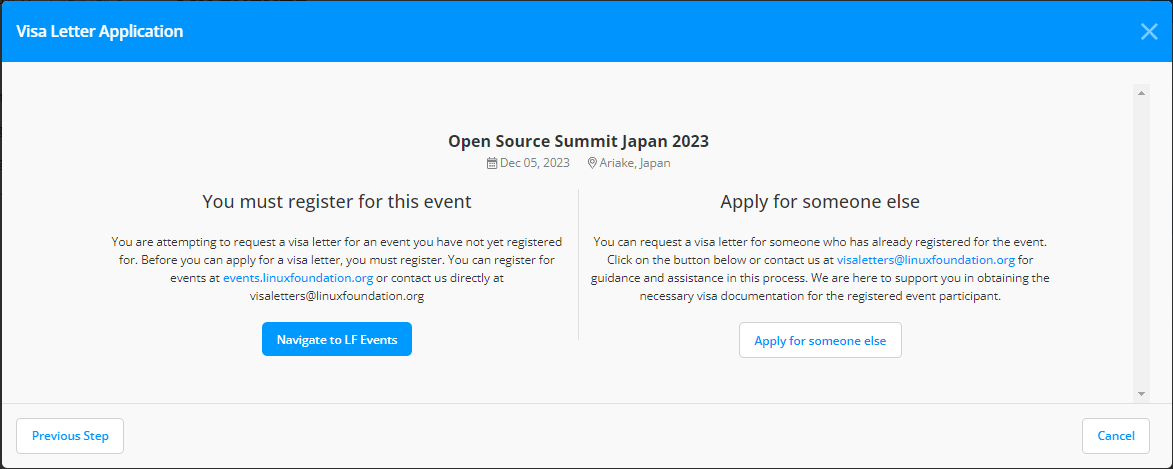 Visa Letter Application
Open Source Summit Japan 2023
Dec 05, 2023 Ariake, Japan
You must register for this event
You are attempting to request a visa letter for an event you have not yet registered
for. Before you can apply for a visa letter, you must register. You can register for
events at events.linuxfoundation.org or contact us directly at
visaletters@linuxfoundation.org
Navigate to LF Events
Apply for someone else
You can request a visa letter for someone who has already registered for the event.
Click on the button below or contact us at visaletters@linuxfoundation.org for
guidance and assistance in this process. We are here to support you in obtaining the
necessary visa documentation for the registered event participant.
Apply for someone else
Previous Step
Cancel